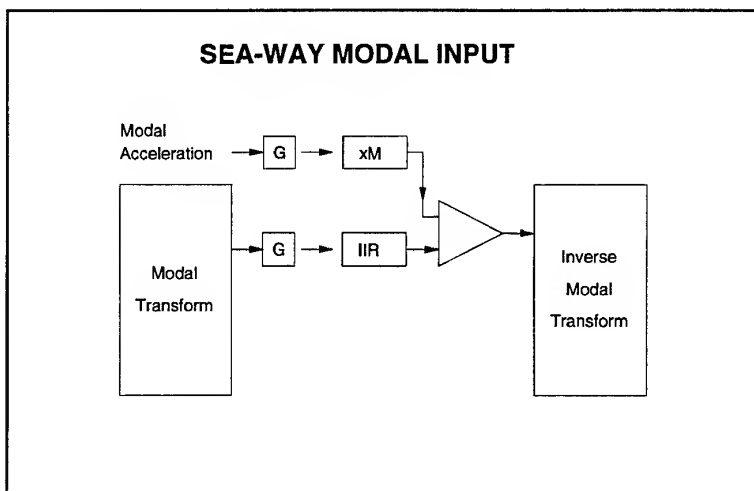 SEA-WAY MODAL INPUT
Modal
Acceleration
G
xM
Modal
Transform
G
IIR
Inverse
Modal
Transform